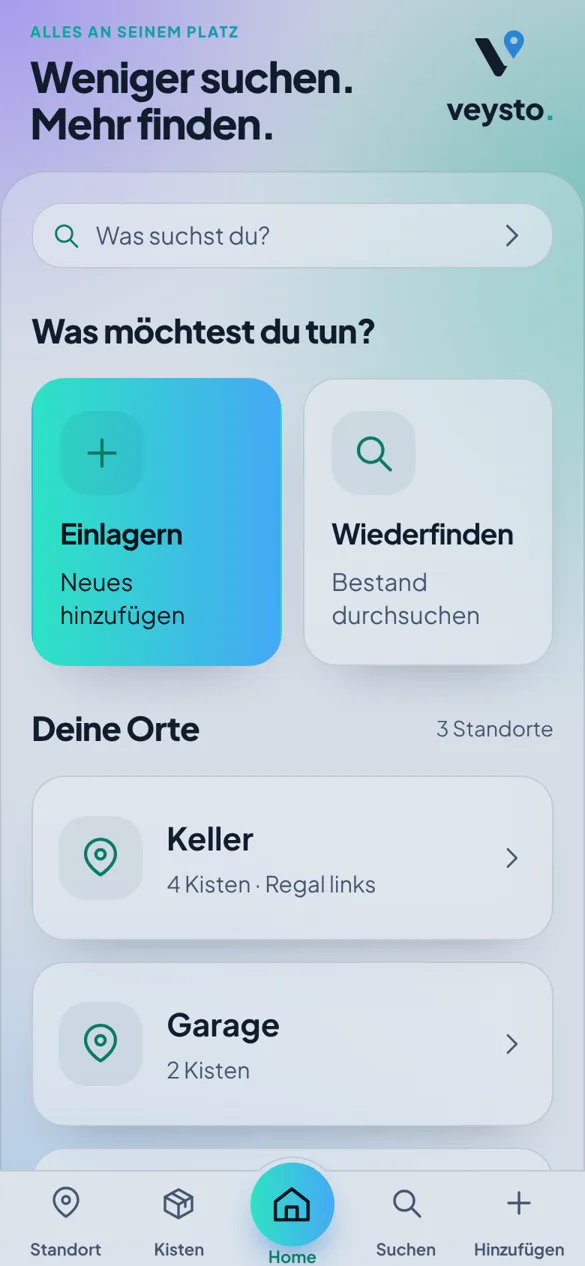 ALLES AN SEINEM PLATZ
Weniger suchen.
Mehr finden.
veysto.
Was suchst du?
Was möchtest du tun?
Einlagern
Neues
hinzufügen
Wiederfinden
Bestand
durchsuchen
Deine Orte
3 Standorte
Keller
4 Kisten · Regal links
Garage
2 Kisten
Standort
Kisten
Home
Suchen
Hinzufügen